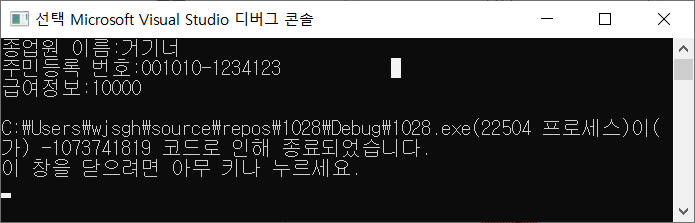 선택 Microsoft Visual Studio 디버그 콘솔
종업원 이름:거기너
주민등록 번호:001010-1234123
급여정보:10000
C:\Users\wjsgh\source\repos\1028\Debug\1028.exe(22504 프로세스)이(
가) -1073741819 코드로 인해 종료되었습니다.
이 창을 닫으려면 아무 키나 누르세요.